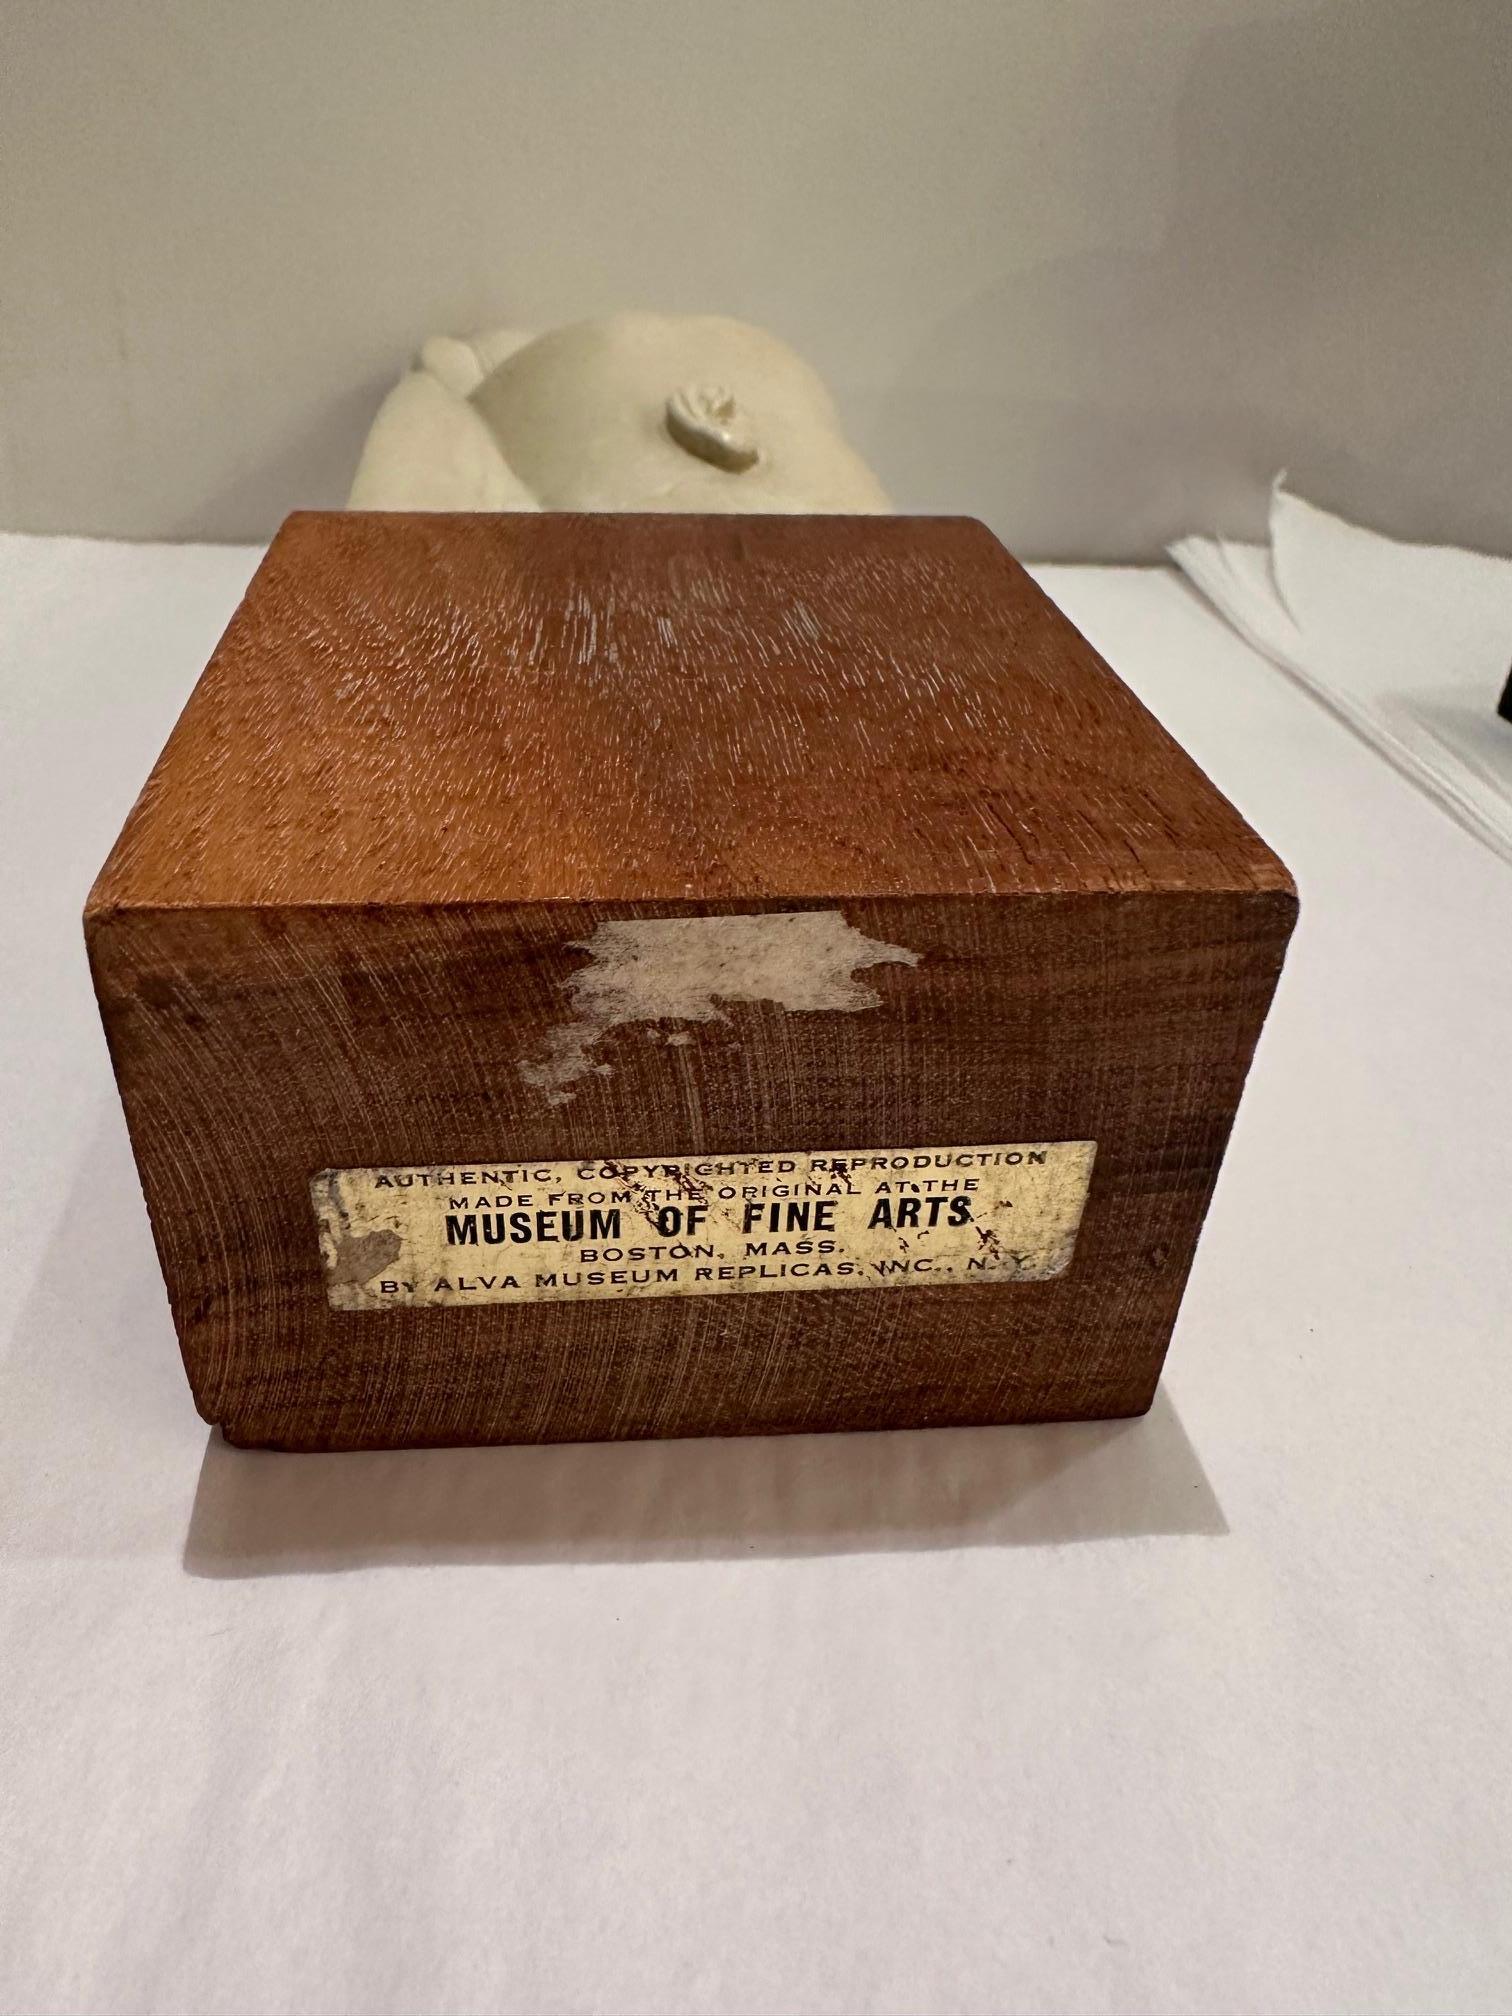 AUTHENTIC, COPYRIGHTED REPRODUCTION
MADE FROM THE ORIGINAL AT THE
MUSEUM OF FINE ARTS
BOSTON, MASS.
BY ALVA MUSEUM REPLICAS, INC., N.Y.